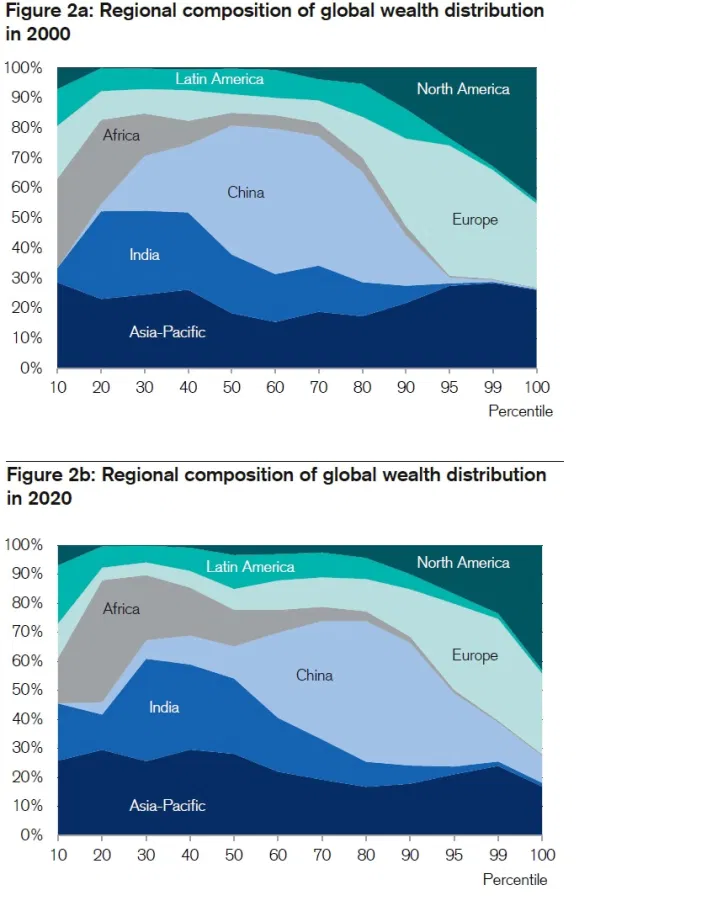 Figure 2a: Regional composition of global wealth distribution
in 2000
100%
90%
80%
70%
60%
50%
40%
30%
20%
10%
0%
Latin America
North America
Africa
China
Europe
India
Asia-Pacific
10 20 30 40 50 60 70 80 90 95 99 100
Percentile
Figure 2b: Regional composition of global wealth distribution
in 2020
100%
90%
80%
70%
60%
50%
40%
30%
20%
10%
0%
North America
Latin America
Africa
Europe
China
India
Asia-Pacific
10 20 30 40 50 60 70 80 90 95 99 100
Percentile